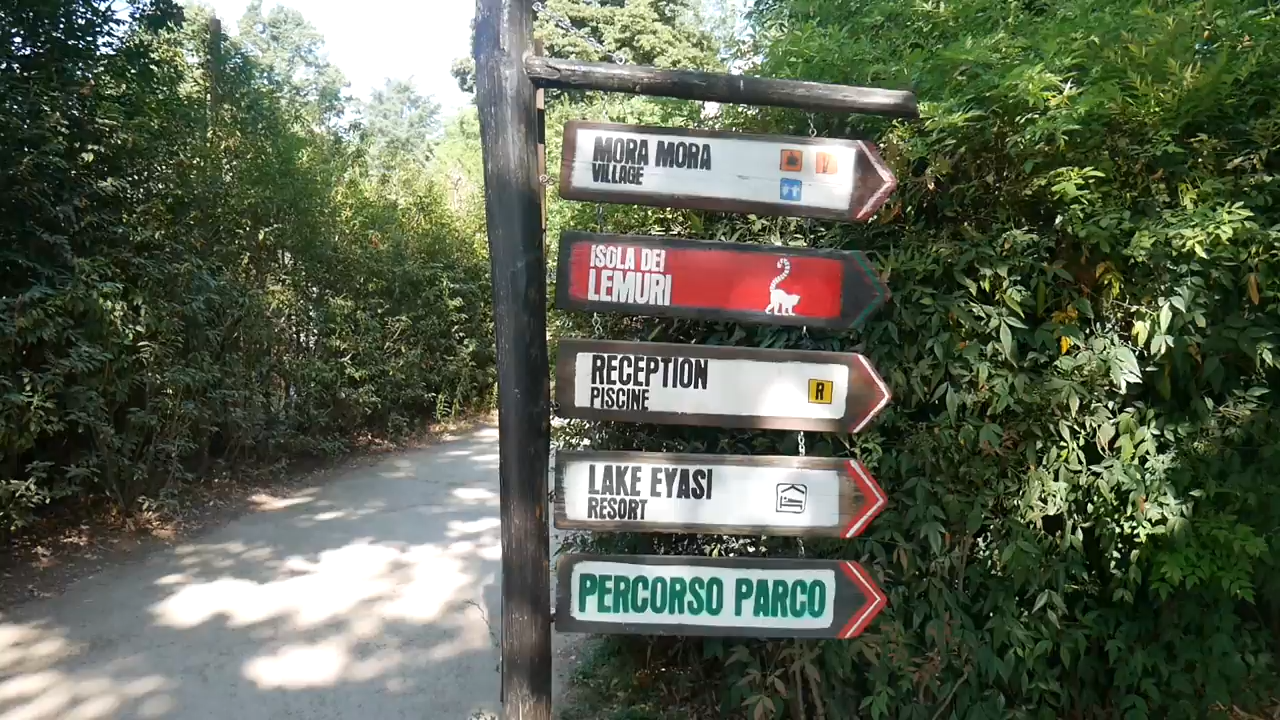 MORA MORA
VILLAGE
ISOLA DEI
LEMURI
RECEPTION
PISCINE
R
LAKE EYASI
RESORT
PERCORSO PARCO